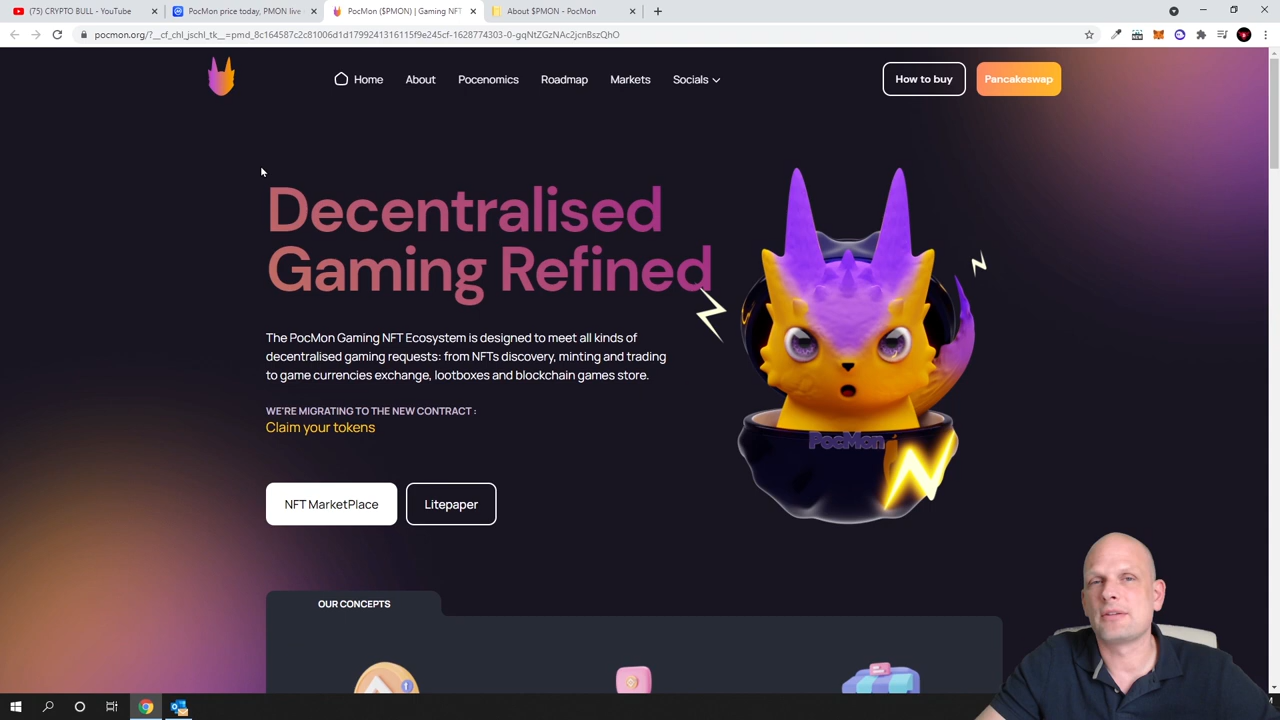 (75) CRYPTO BULL - YouTube
PocMon price today, PMON live
PocMon ($PMON) | Gaming NFT
About $PMON - PocMon
pocmon.org/?__cf_chl_jschl_tk__=pmd_8c164587c2c81006d1d1799241316115f9e245cf-1628774303-0-gqNtZGzNAc2jcnBszQhO
Home
About
Pocenomics
Roadmap
Markets
Socials
How to buy
Pancakeswap
Decentralised
Gaming Refined
The PocMon Gaming NFT Ecosystem is designed to meet all kinds of
decentralised gaming requests: from NFTs discovery, minting and trading
to game currencies exchange, lootboxes and blockchain games store.
WE'RE MIGRATING TO THE NEW CONTRACT :
Claim your tokens
PocMon
NFT MarketPlace
Litepaper
OUR CONCEPTS